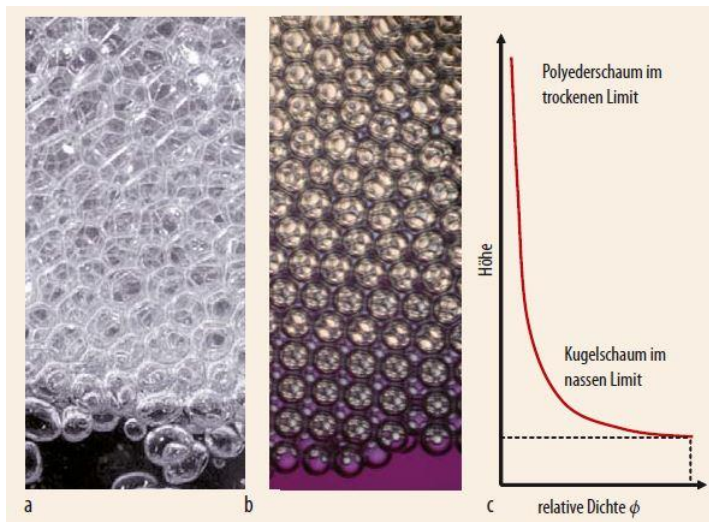 Polyederschaum im
trockenen Limit
Höhe
Kugelschaum im
nassen Limit
a
b
c
relative Dichte ϕ